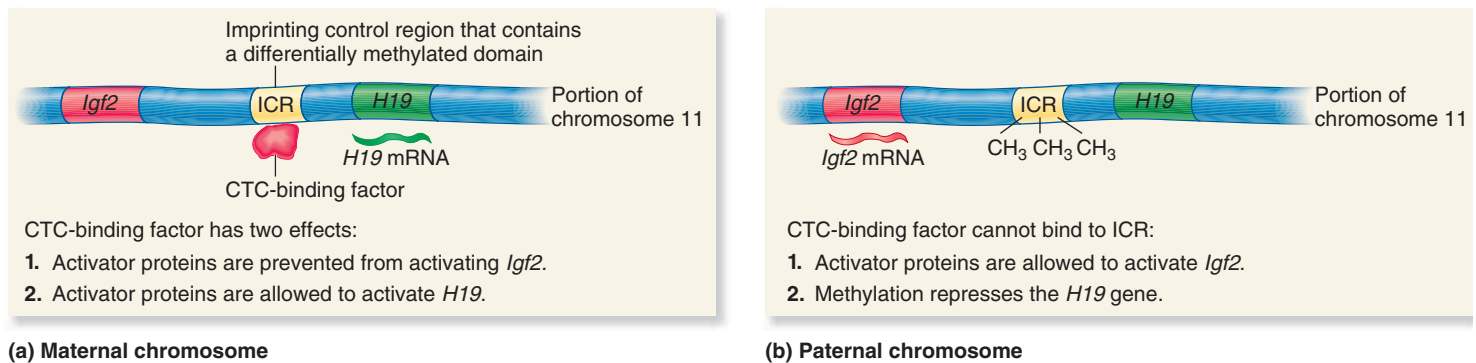 Imprinting control region that contains
a differentially methylated domain
Igf2
ICR
H19
Portion of
chromosome 11
H19 mRNA
CTC-binding factor
CTC-binding factor has two effects:
1. Activator proteins are prevented from activating Igf2.
2. Activator proteins are allowed to activate H19.
(a) Maternal chromosome
Igf2
ICR
H19
Portion of
chromosome 11
Igf2 mRNA
CH₃ CH₃ CH₃
CTC-binding factor cannot bind to ICR:
1. Activator proteins are allowed to activate Igf2.
2. Methylation represses the H19 gene.
(b) Paternal chromosome